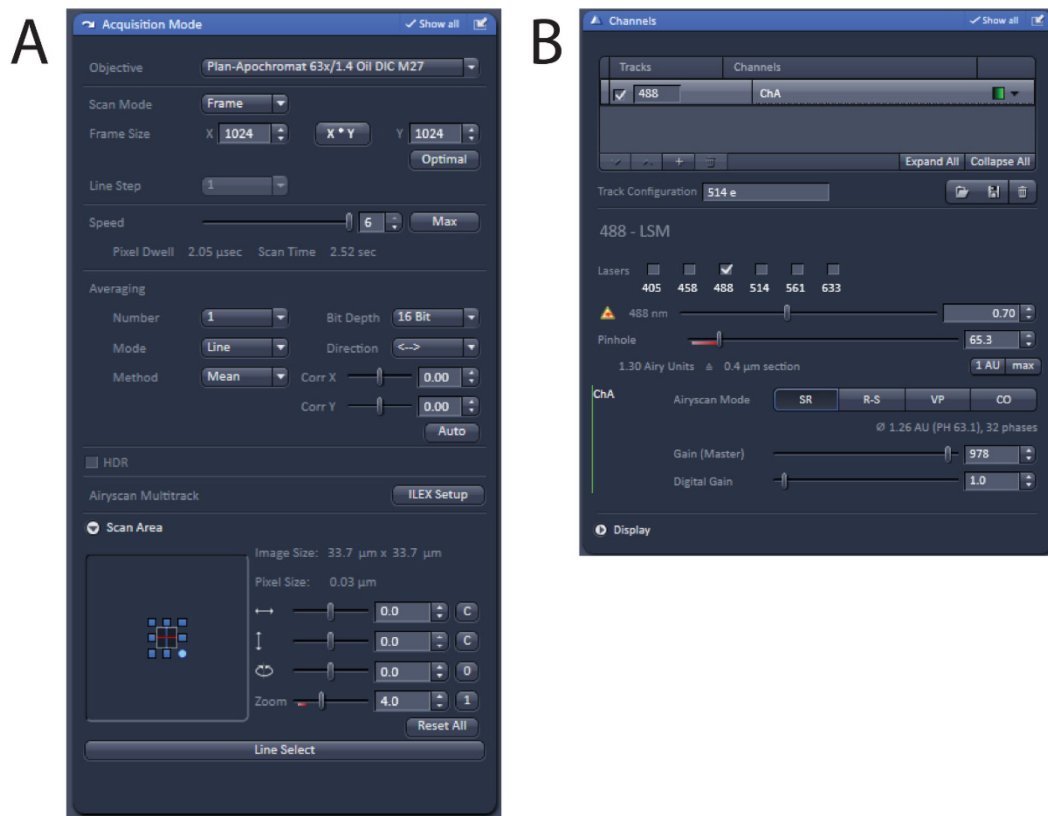 A
Acquisition Mode ✓ Show all
Objective Plan-Apochromat 63x/1.4 Oil DIC M27
Scan Mode Frame
Frame Size X 1024 X * Y Y 1024
Optimal
Line Step 1
Speed 6 Max
Pixel Dwell 2.05 µsec Scan Time 2.52 sec
Averaging
Number 1 Bit Depth 16 Bit
Mode Line Direction <-->
Method Mean Corr X 0.00
Corr Y 0.00
Auto
HDR
Airyscan Multitrack ILEX Setup
Scan Area
Image Size: 33.7 µm x 33.7 µm
Pixel Size: 0.03 µm
0.0 C
0.0 C
0.0 0
Zoom 4.0 1
Reset All
Line Select
B
Channels ✓ Show all
Tracks Channels
488 ChA
Expand All Collapse All
Track Configuration 514 e
488 - LSM
Lasers
405 458 488 514 561 633
488 nm 0.70
Pinhole 65.3
1.30 Airy Units ≙ 0.4 µm section 1 AU max
ChA Airyscan Mode SR R-S VP CO
Ø 1.26 AU (PH 63.1), 32 phases
Gain (Master) 978
Digital Gain 1.0
Display